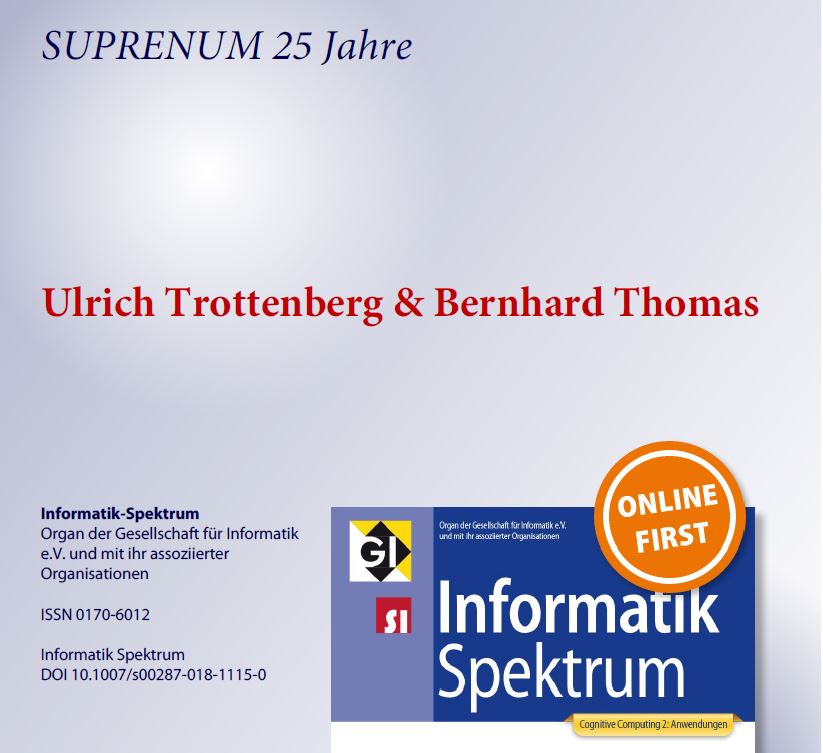 SUPRENUM 25 Jahre
Ulrich Trottenberg & Bernhard Thomas
Informatik-Spektrum
Organ der Gesellschaft für Informatik
e.V. und mit ihr assoziierter
Organisationen
ISSN 0170-6012
Informatik Spektrum
DOI 10.1007/s00287-018-1115-0
ONLINE
FIRST
GI
Organ der Gesellschaft für Informatik e.V.
und mit ihr assoziierter Organisationen
SI
Informatik
Spektrum
Cognitive Computing 2: Anwendungen